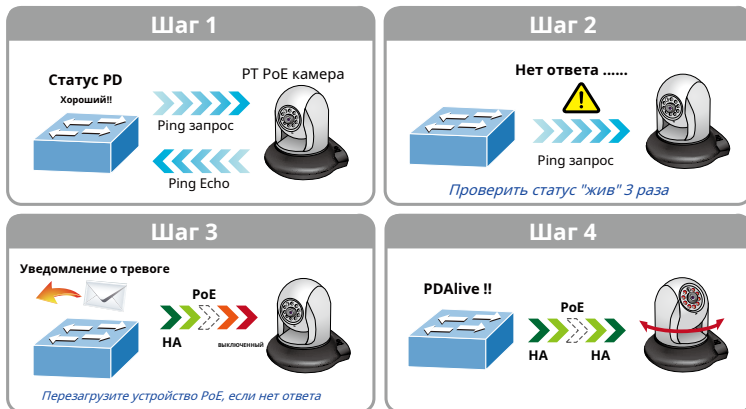 Шаг 1
Статус PD
Хороший!!
PT PoE камера
Ping запрос
Ping Echo
Шаг 2
Нет ответа ......
Ping запрос
Проверить статус "жив" 3 раза
Шаг 3
Уведомление о тревоге
PoE
НА
выключенный
Перезагрузите устройство PoE, если нет ответа
Шаг 4
PDAlive !!
PoE
НА НА